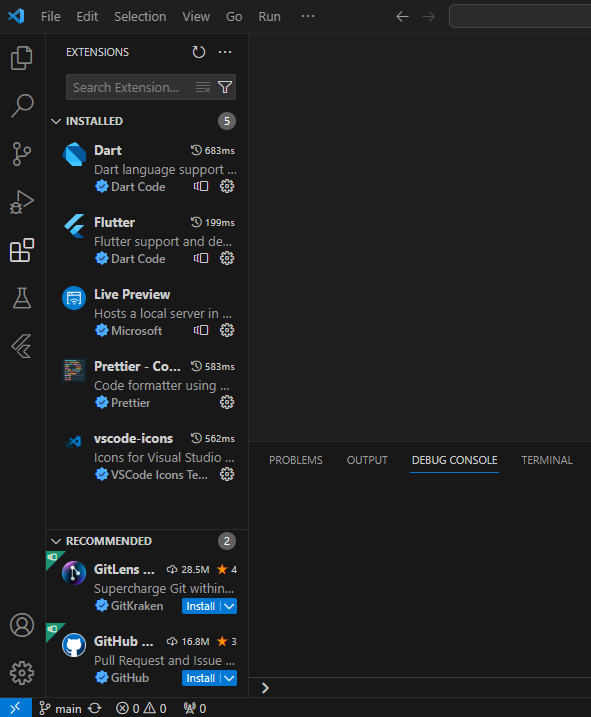 File Edit Selection View Go Run ···
EXTENSIONS ···
Search Extension...
INSTALLED 5
Dart 683ms
Dart language support ...
Dart Code
Flutter 199ms
Flutter support and de...
Dart Code
Live Preview
Hosts a local server in ...
Microsoft
Prettier - Co... 583ms
Code formatter using ...
Prettier
vscode-icons 562ms
Icons for Visual Studio ...
VSCode Icons Te...
PROBLEMS OUTPUT DEBUG CONSOLE TERMINAL
RECOMMENDED 2
GitLens ... 28.5M 4
Supercharge Git within...
GitKraken Install
GitHub ... 16.8M 3
Pull Request and Issue ...
GitHub Install
main 0 0 0